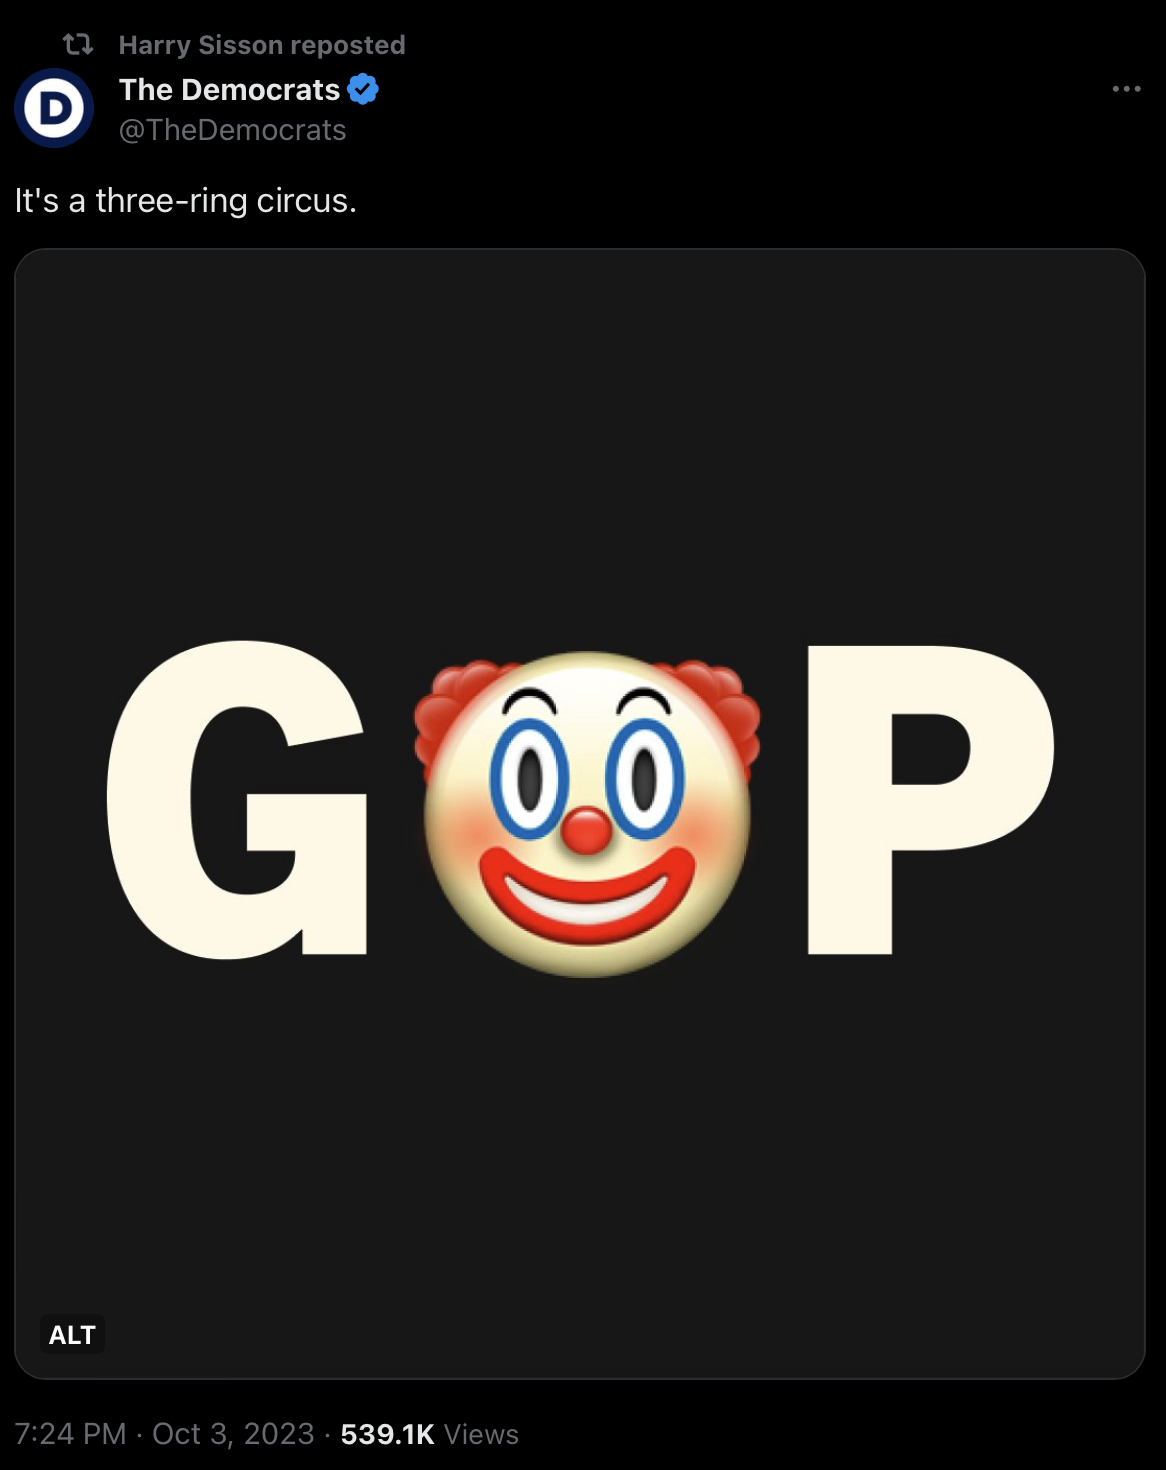 Harry Sisson reposted
D
The Democrats
@TheDemocrats
It's a three-ring circus.
G🤡P
ALT
7:24 PM · Oct 3, 2023 · 539.1K Views